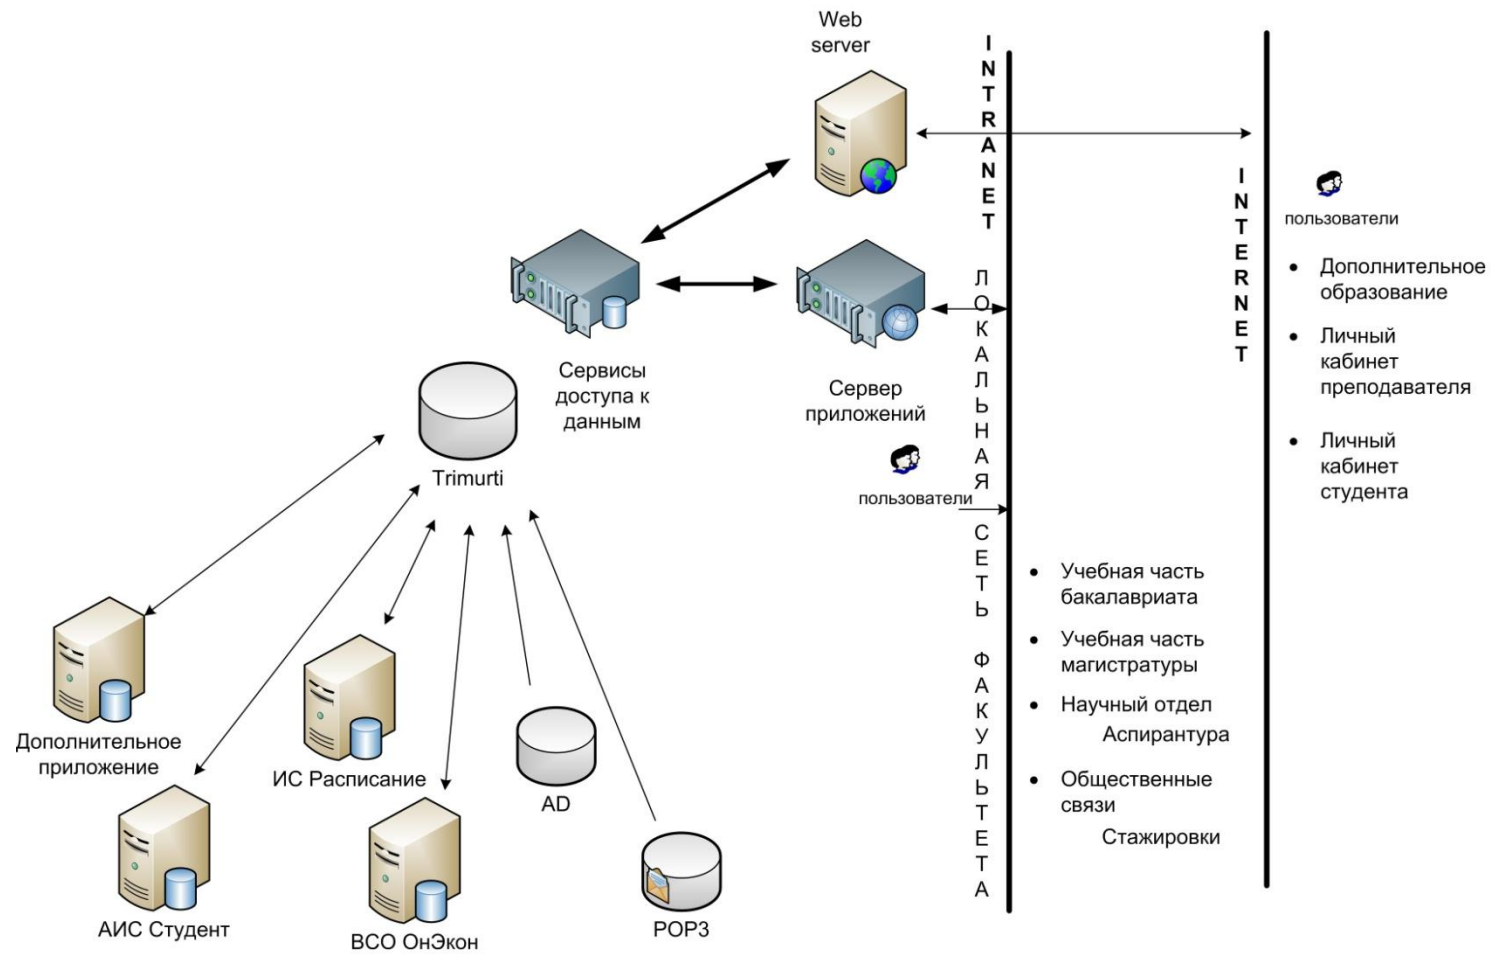 Web
server
INTRANET
INTERNET
пользователи
Дополнительное
образование
Личный
кабинет
преподавателя
Личный
кабинет
студента
ЛОКАЛЬНАЯ СЕТЬ ФАКУЛЬТЕТА
Сервисы
доступа к
данным
Сервер
приложений
пользователи
Trimurti
Учебная часть
бакалавриата
Учебная часть
магистратуры
Научный отдел
Аспирантура
Общественные
связи
Стажировки
Дополнительное
приложение
ИС Расписание
AD
АИС Студент
ВСО ОнЭкон
POP3